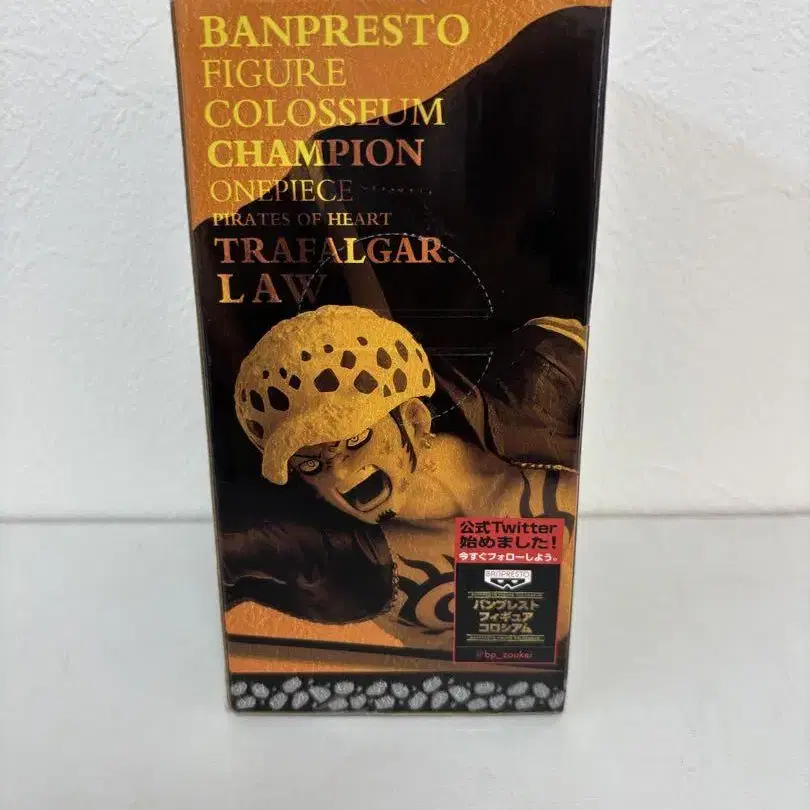 BANPRESTO
FIGURE
COLOSSEUM
CHAMPION
ONEPIECE
PIRATES OF HEART
TRAFALGAR.
LAW
公式Twitter
始めました!
今すぐフォローしよう。
BANPRESTO
バンプレスト
フィギュア
コロシアム
@bp_zoukei